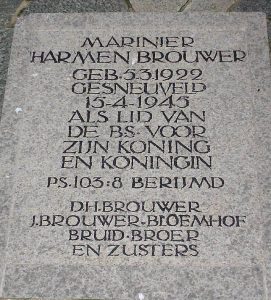 MARINIER
HARMEN BROUWER
GEB. 5.3.1922
GESNEUVELD
15-4-1945
ALS LID VAN
DE BS. VOOR
ZIJN KONING
EN KONINGIN
PS. 103:8 BERIJMD
D.H. BROUWER
J. BROUWER-BLOEMHOF
BRUID-BROER
EN ZUSTERS